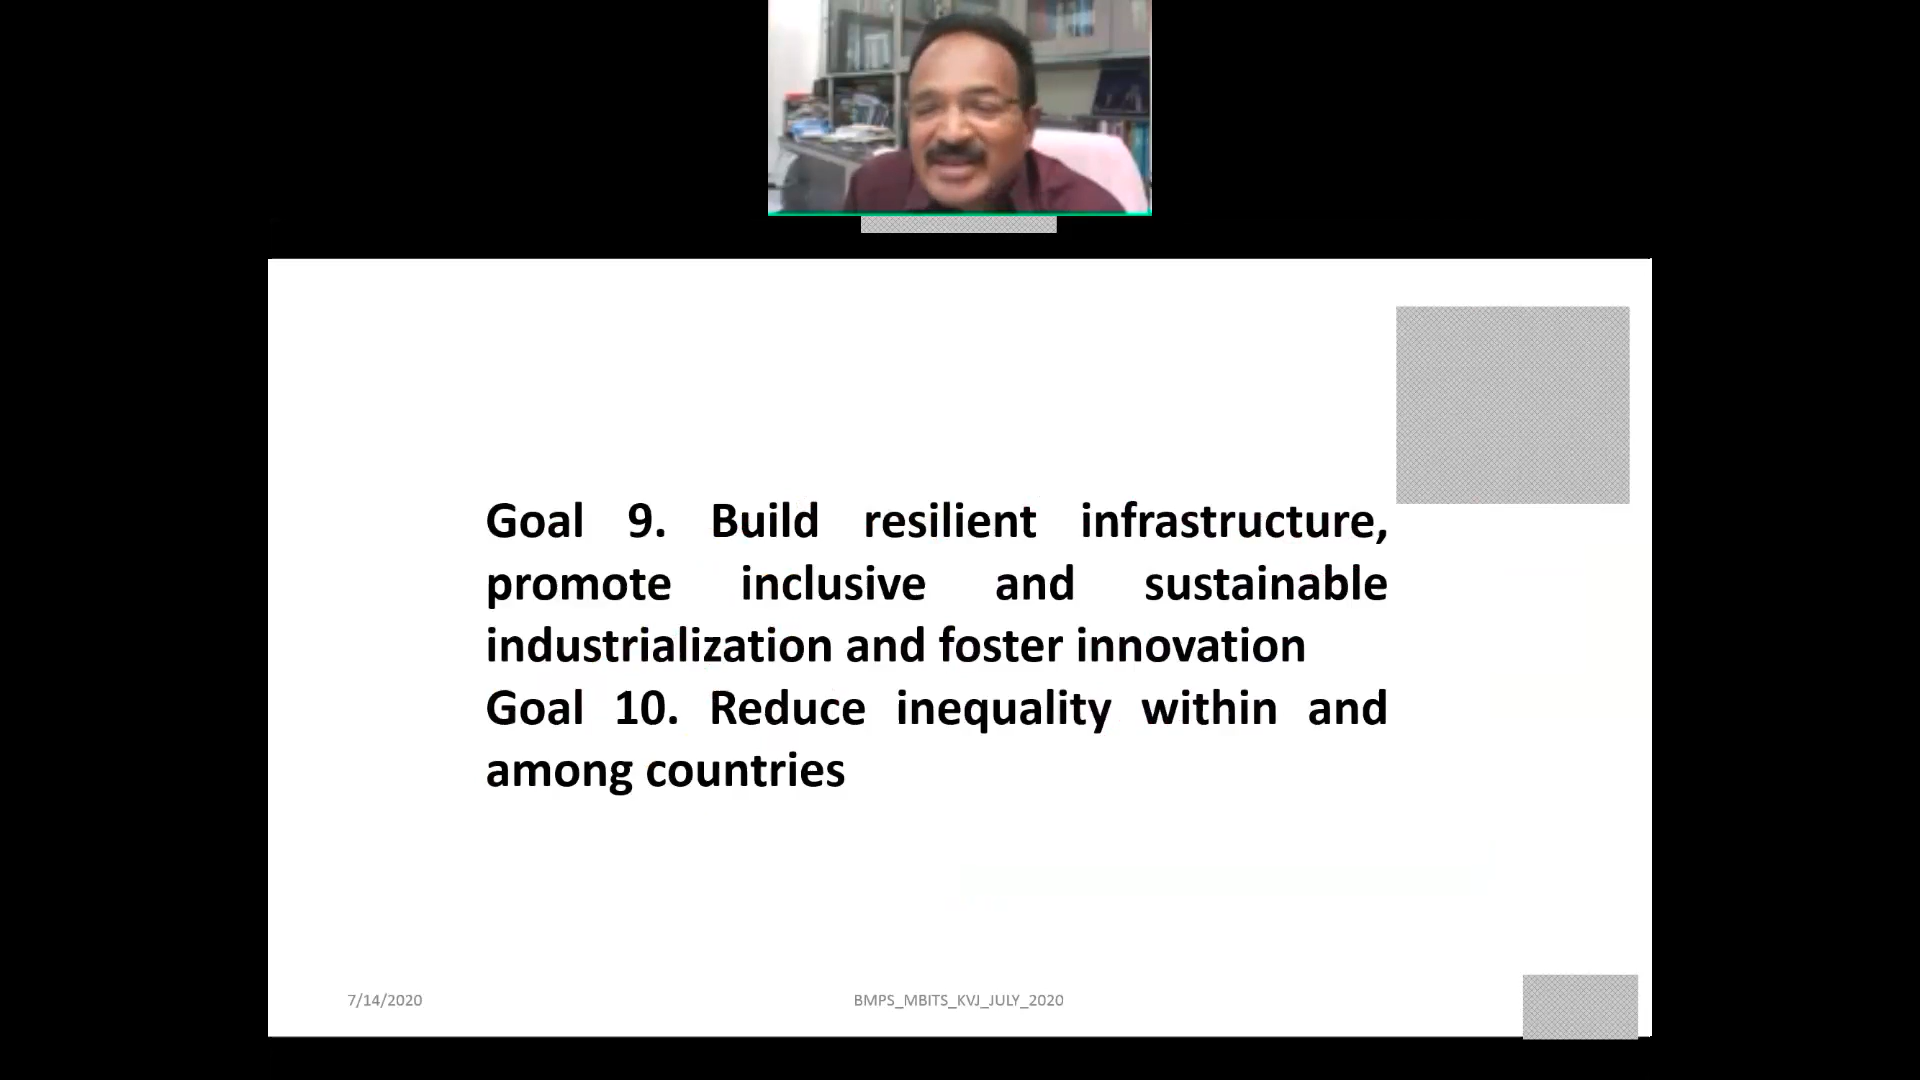 Goal 9. Build resilient infrastructure,
promote inclusive and sustainable
industrialization and foster innovation
Goal 10. Reduce inequality within and
among countries
7/14/2020
BMPS_MBITS_KVJ_JULY_2020